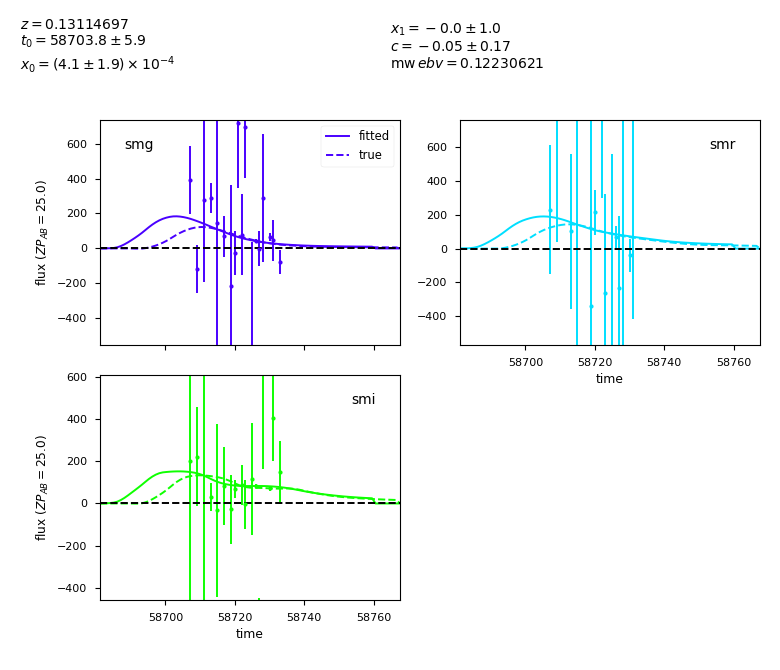 z = 0.13114697
t₀ = 58703.8 ± 5.9
x₀ = (4.1 ± 1.9) × 10⁻⁴
x₁ = −0.0 ± 1.0
c = −0.05 ± 0.17
mw ebv = 0.12230621
smg
fitted
true
600
400
200
0
−200
−400
flux (ZP_AB = 25.0)
smr
600
400
200
0
−200
−400
58700 58720 58740 58760
time
smi
600
400
200
0
−200
−400
flux (ZP_AB = 25.0)
58700 58720 58740 58760
time